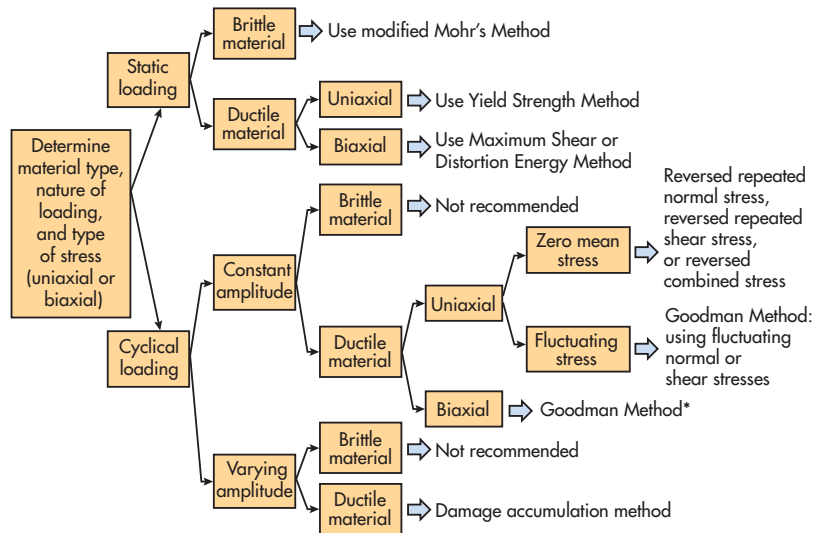 Determine
material type,
nature of
loading,
and type
of stress
(uniaxial or
biaxial)
Static
loading
Brittle
material
Use modified Mohr's Method
Ductile
material
Uniaxial
Use Yield Strength Method
Biaxial
Use Maximum Shear or
Distortion Energy Method
Cyclical
loading
Constant
amplitude
Brittle
material
Not recommended
Ductile
material
Uniaxial
Zero mean
stress
Reversed repeated
normal stress,
reversed repeated
shear stress,
or reversed
combined stress
Fluctuating
stress
Goodman Method:
using fluctuating
normal or
shear stresses
Biaxial
Goodman Method*
Varying
amplitude
Brittle
material
Not recommended
Ductile
material
Damage accumulation method